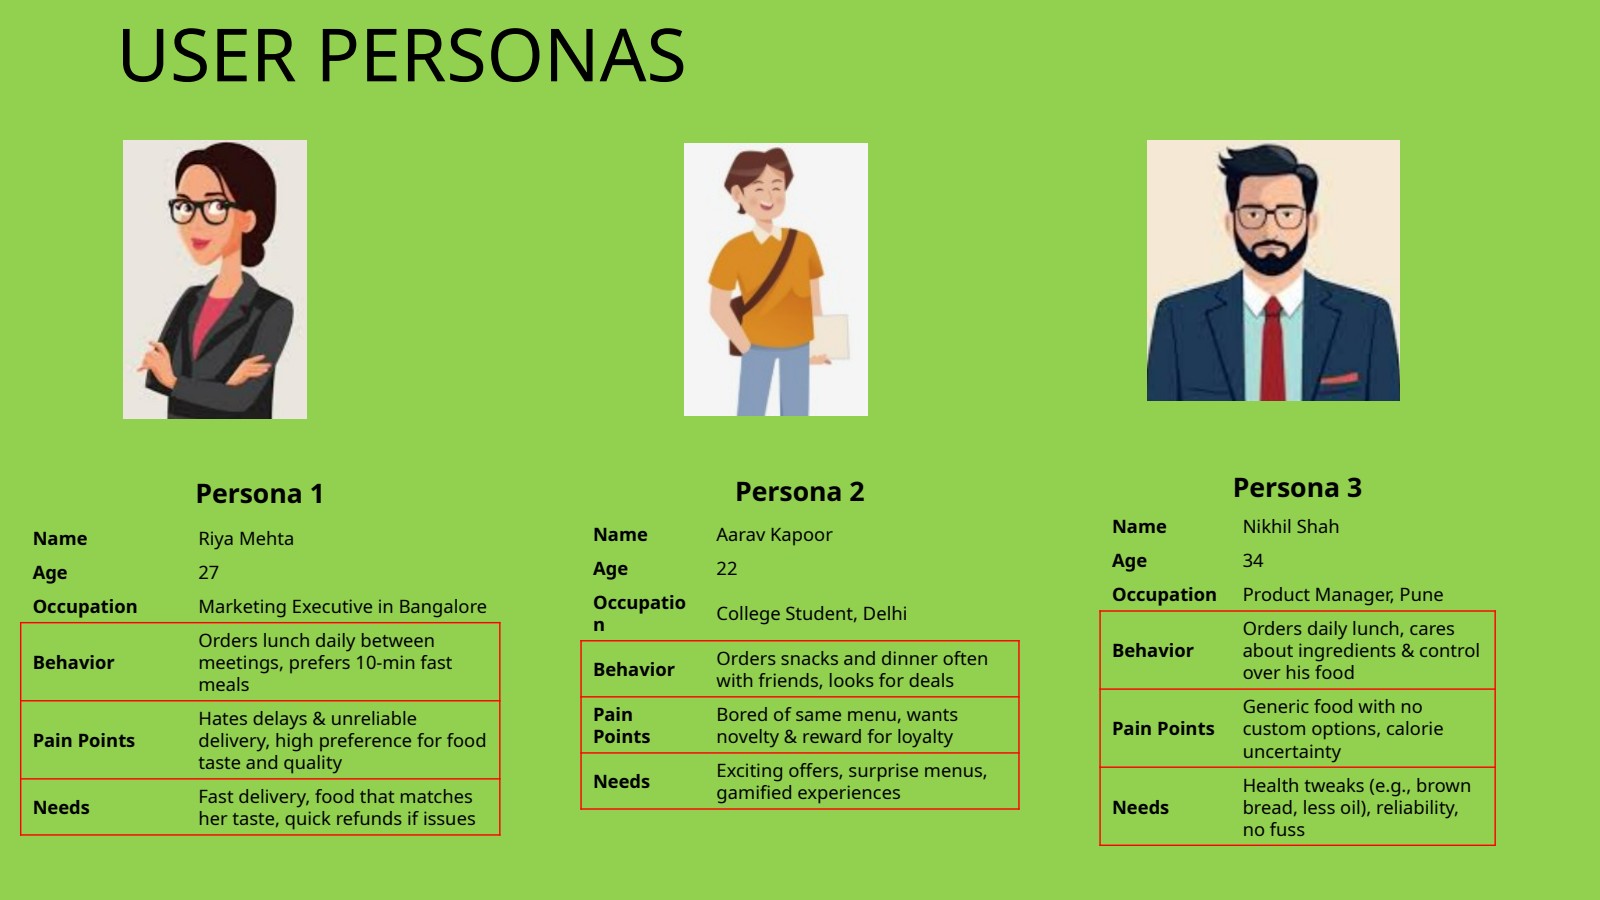 USER PERSONAS
Persona 1
Name Riya Mehta
Age 27
Occupation Marketing Executive in Bangalore
Behavior Orders lunch daily between
meetings, prefers 10-min fast
meals
Pain Points Hates delays & unreliable
delivery, high preference for food
taste and quality
Needs Fast delivery, food that matches
her taste, quick refunds if issues
Persona 2
Name Aarav Kapoor
Age 22
Occupatio
n College Student, Delhi
Behavior Orders snacks and dinner often
with friends, looks for deals
Pain
Points Bored of same menu, wants
novelty & reward for loyalty
Needs Exciting offers, surprise menus,
gamified experiences
Persona 3
Name Nikhil Shah
Age 34
Occupation Product Manager, Pune
Behavior Orders daily lunch, cares
about ingredients & control
over his food
Pain Points Generic food with no
custom options, calorie
uncertainty
Needs Health tweaks (e.g., brown
bread, less oil), reliability,
no fuss